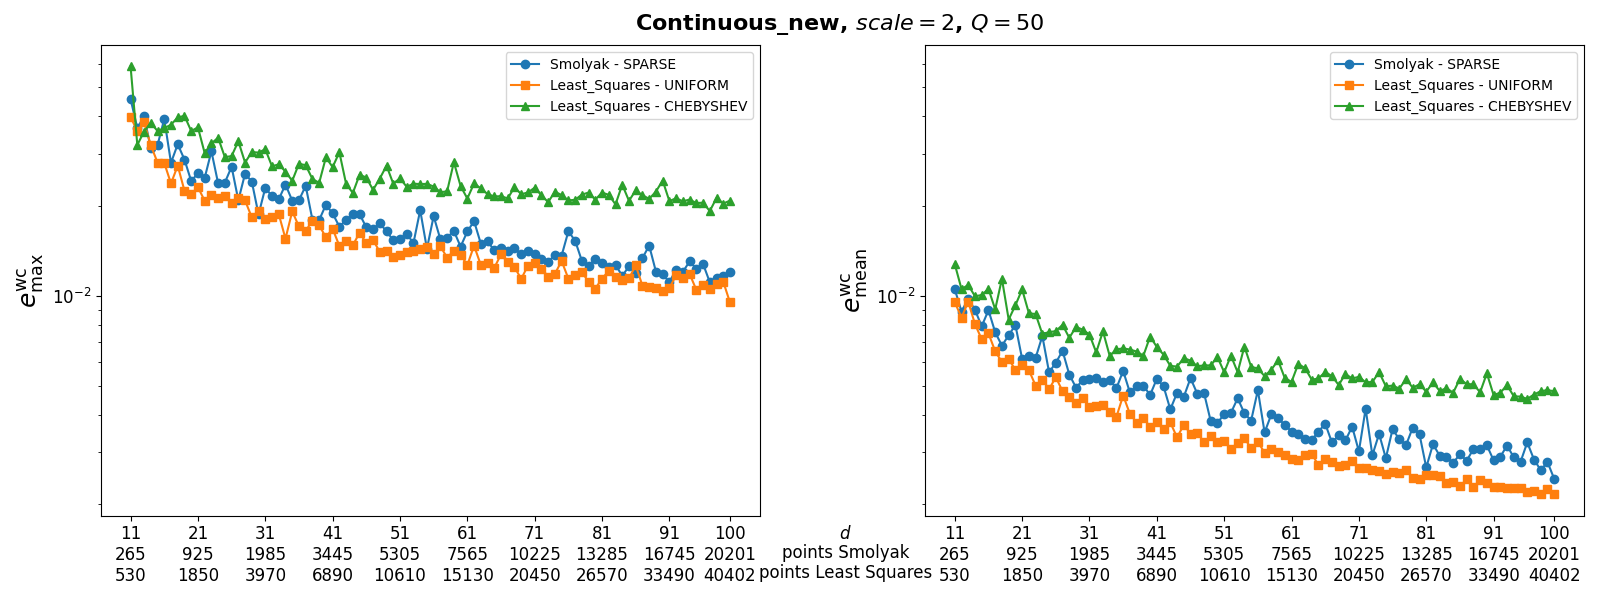 Continuous_new, scale = 2, Q = 50
Smolyak - SPARSE
Least_Squares - UNIFORM
Least_Squares - CHEBYSHEV
e^wc_max
10^−2
11 21 31 41 51 61 71 81 91 100
265 925 1985 3445 5305 7565 10225 13285 16745 20201
530 1850 3970 6890 10610 15130 20450 26570 33490 40402
d
points Smolyak
points Least Squares
Smolyak - SPARSE
Least_Squares - UNIFORM
Least_Squares - CHEBYSHEV
e^wc_mean
10^−2
11 21 31 41 51 61 71 81 91 100
265 925 1985 3445 5305 7565 10225 13285 16745 20201
530 1850 3970 6890 10610 15130 20450 26570 33490 40402